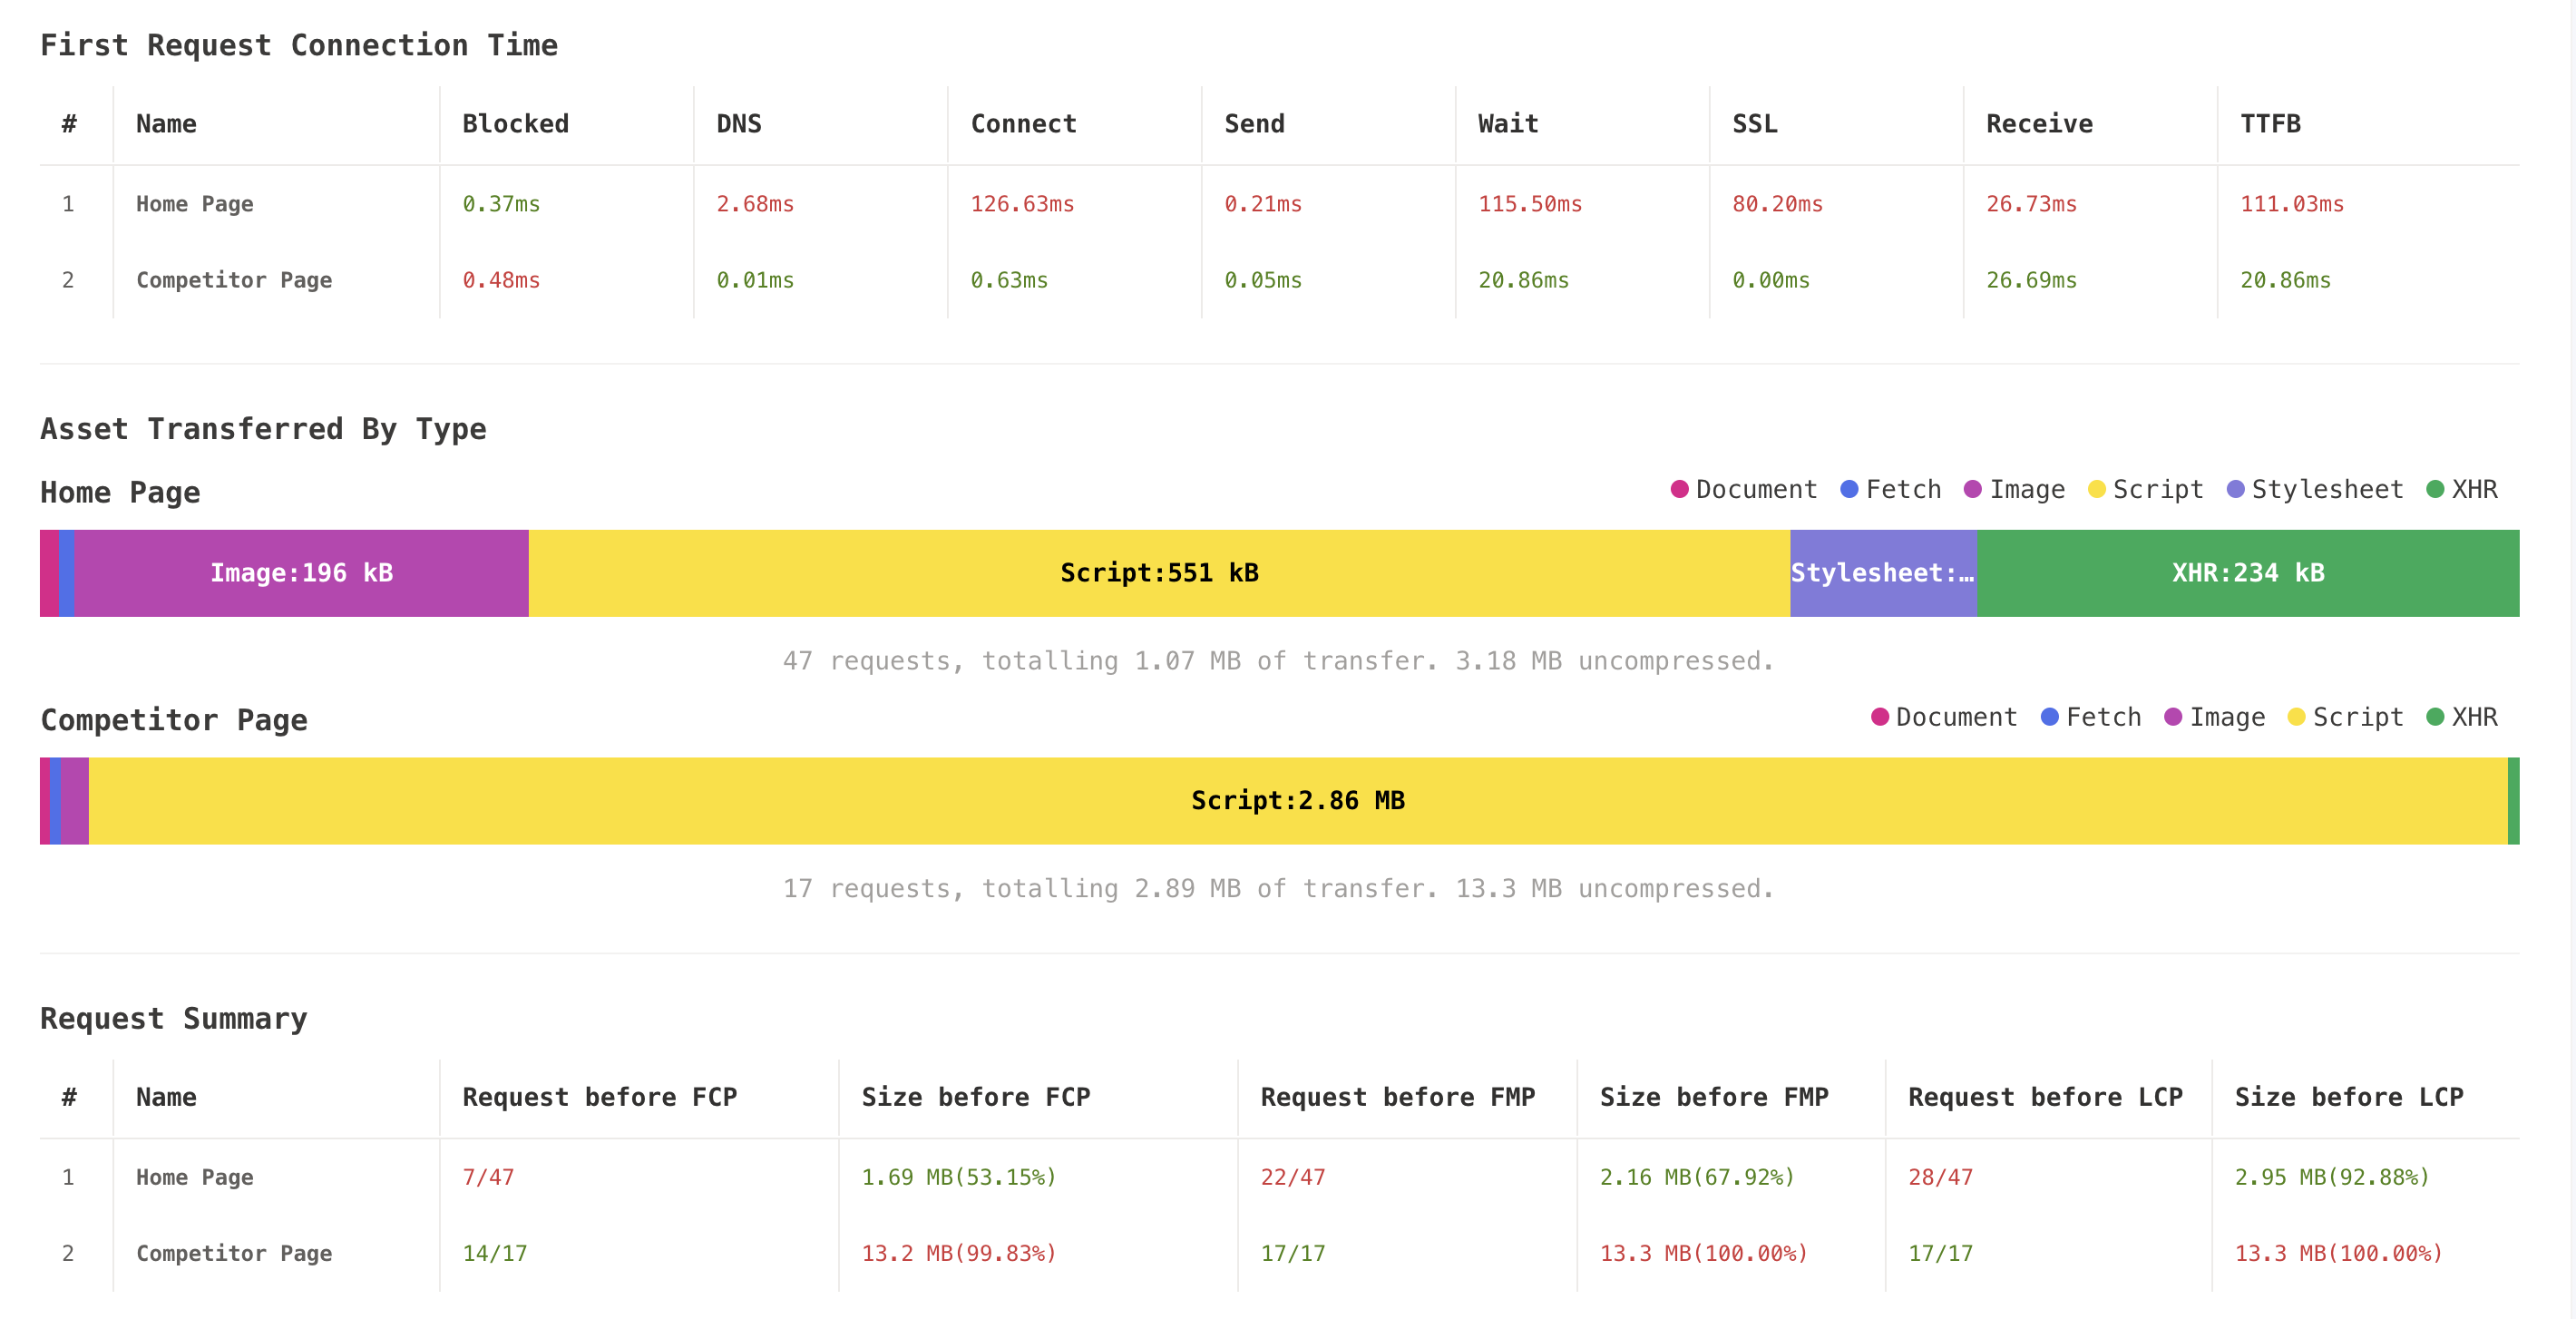 First Request Connection Time
# Name Blocked DNS Connect Send Wait SSL Receive TTFB
1 Home Page 0.37ms 2.68ms 126.63ms 0.21ms 115.50ms 80.20ms 26.73ms 111.03ms
2 Competitor Page 0.48ms 0.01ms 0.63ms 0.05ms 20.86ms 0.00ms 26.69ms 20.86ms
Asset Transferred By Type
Home Page Document Fetch Image Script Stylesheet XHR
Image:196 kB Script:551 kB Stylesheet:… XHR:234 kB
47 requests, totalling 1.07 MB of transfer. 3.18 MB uncompressed.
Competitor Page Document Fetch Image Script XHR
Script:2.86 MB
17 requests, totalling 2.89 MB of transfer. 13.3 MB uncompressed.
Request Summary
# Name Request before FCP Size before FCP Request before FMP Size before FMP Request before LCP Size before LCP
1 Home Page 7/47 1.69 MB(53.15%) 22/47 2.16 MB(67.92%) 28/47 2.95 MB(92.88%)
2 Competitor Page 14/17 13.2 MB(99.83%) 17/17 13.3 MB(100.00%) 17/17 13.3 MB(100.00%)